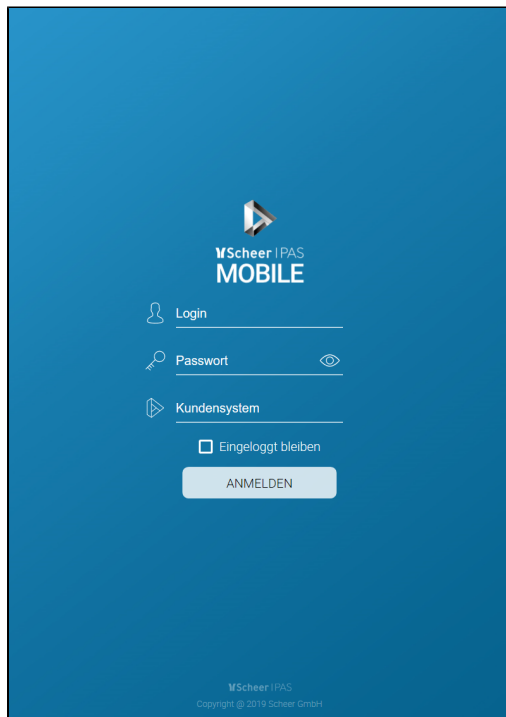 Scheer | PAS
MOBILE
Login
Passwort
Kundensystem
Eingeloggt bleiben
ANMELDEN
Scheer | PAS
Copyright @ 2019 Scheer GmbH